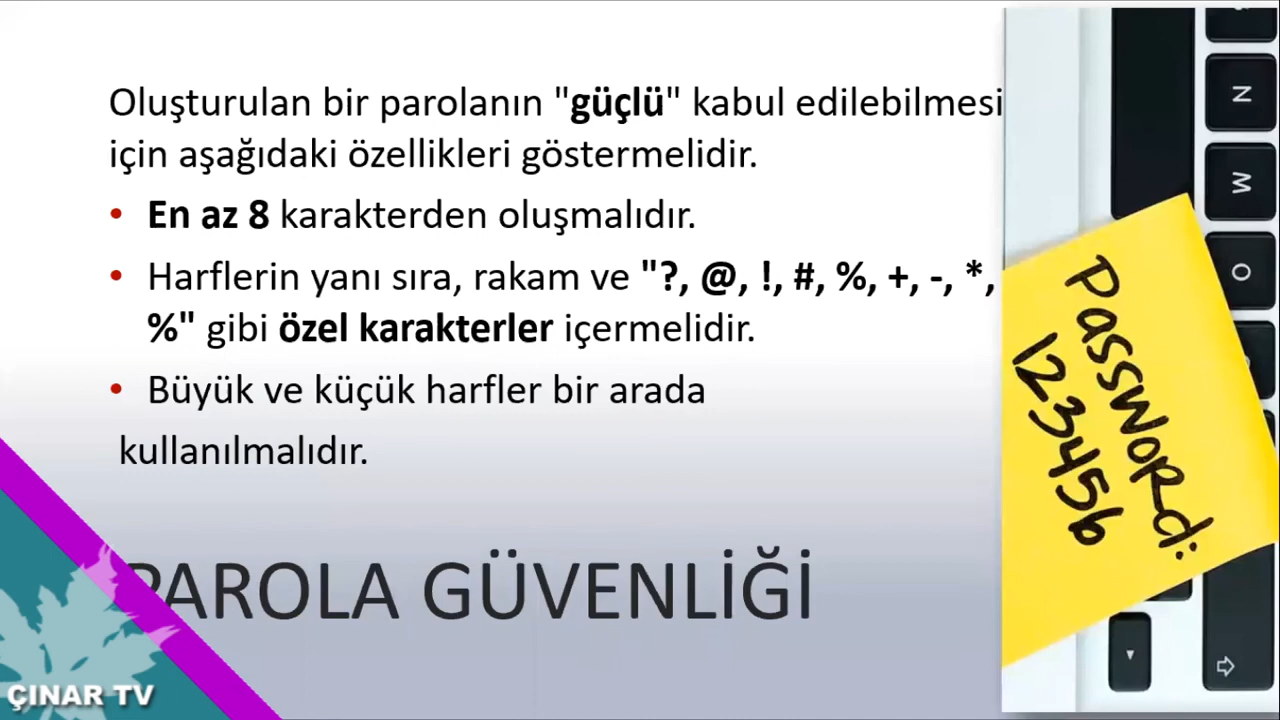 Oluşturulan bir parolanın "güçlü" kabul edilebilmesi
için aşağıdaki özellikleri göstermelidir.
• En az 8 karakterden oluşmalıdır.
• Harflerin yanı sıra, rakam ve "?, @, !, #, %, +, -, *,
%" gibi özel karakterler içermelidir.
• Büyük ve küçük harfler bir arada
kullanılmalıdır.
PAROLA GÜVENLİĞİ
ÇINAR TV
Password:
123456
N
M
O